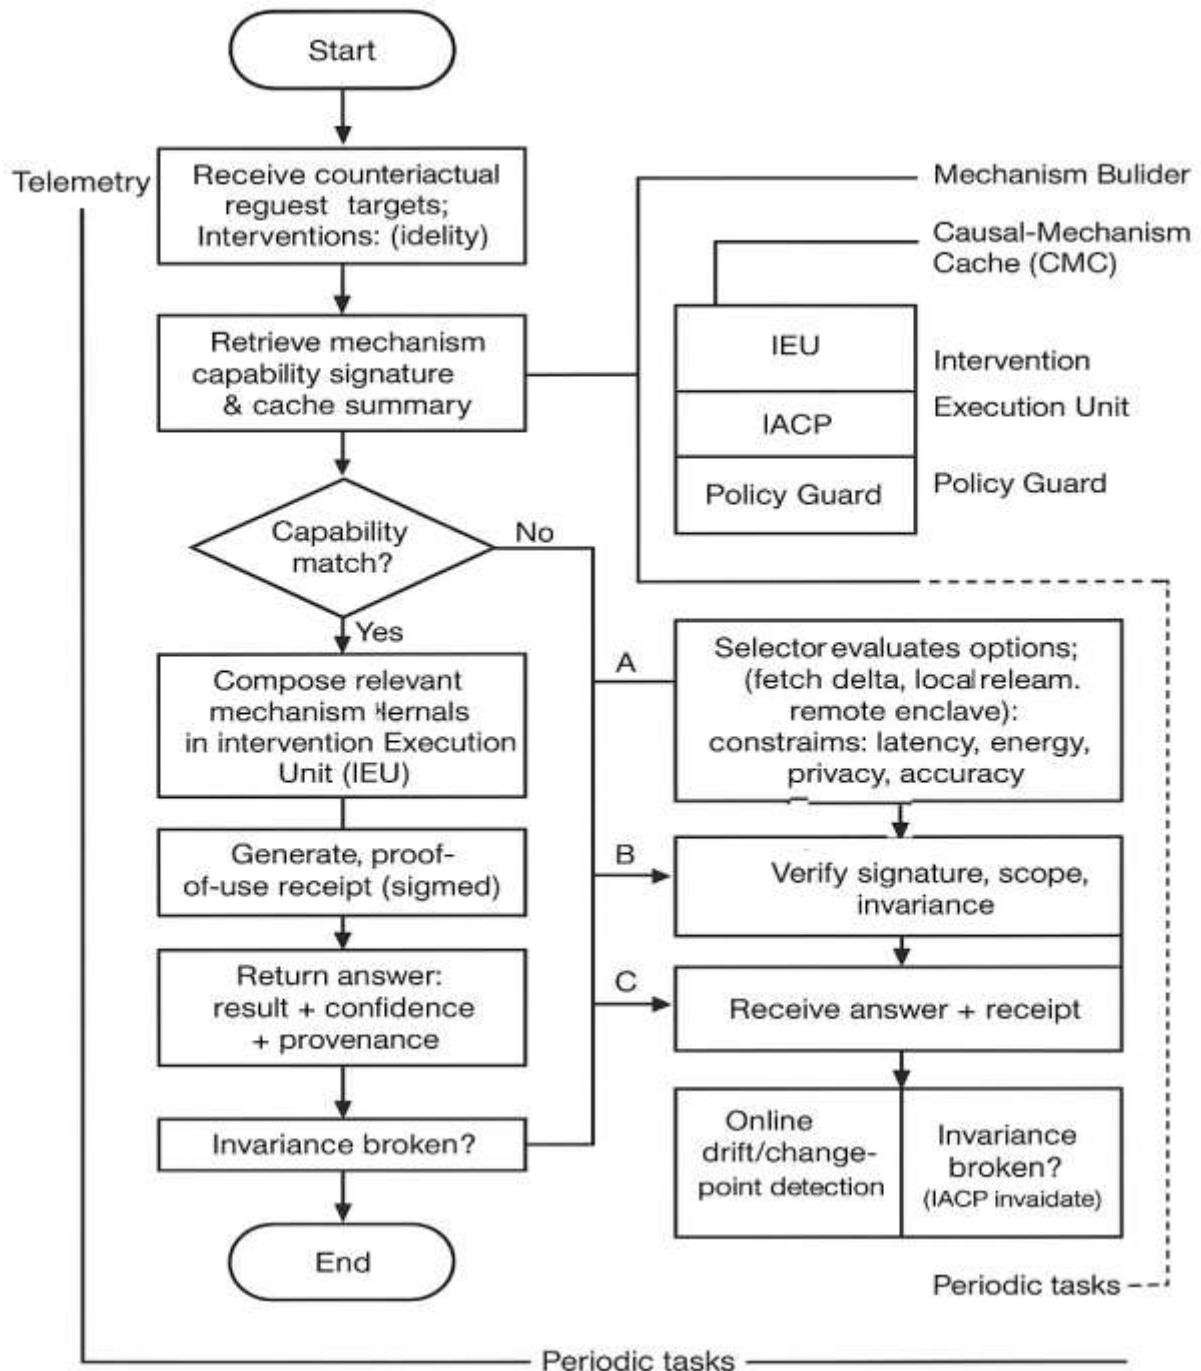 Start
Telemetry
Receive counteriactual
reguest targets;
Interventions: (idelity)
Retrieve mechanism
capability signature
& cache summary
Capability
match?
No
Yes
Compose relevant
mechanism
in intervention Execution
Unit (IEU)
Generate, proof-
of-use receipt (sigmed)
Return answer:
result + confidence
+ provenance
Invariance broken?
End
Mechanism Bulider
Causal-Mechanism
Cache (CMC)
IEU
Intervention
Execution Unit
IACP
Policy Guard
Policy Guard
A
Selector evaluates options;
(fetch delta, local releam.
remote enclave):
constraims: latency, energy,
privacy, accuracy
B
Verify signature, scope,
invariance
C
Receive answer + receipt
Online
drift/change-
point detection
Invariance
broken?
(IACP invaidate)
Periodic tasks
Periodic tasks